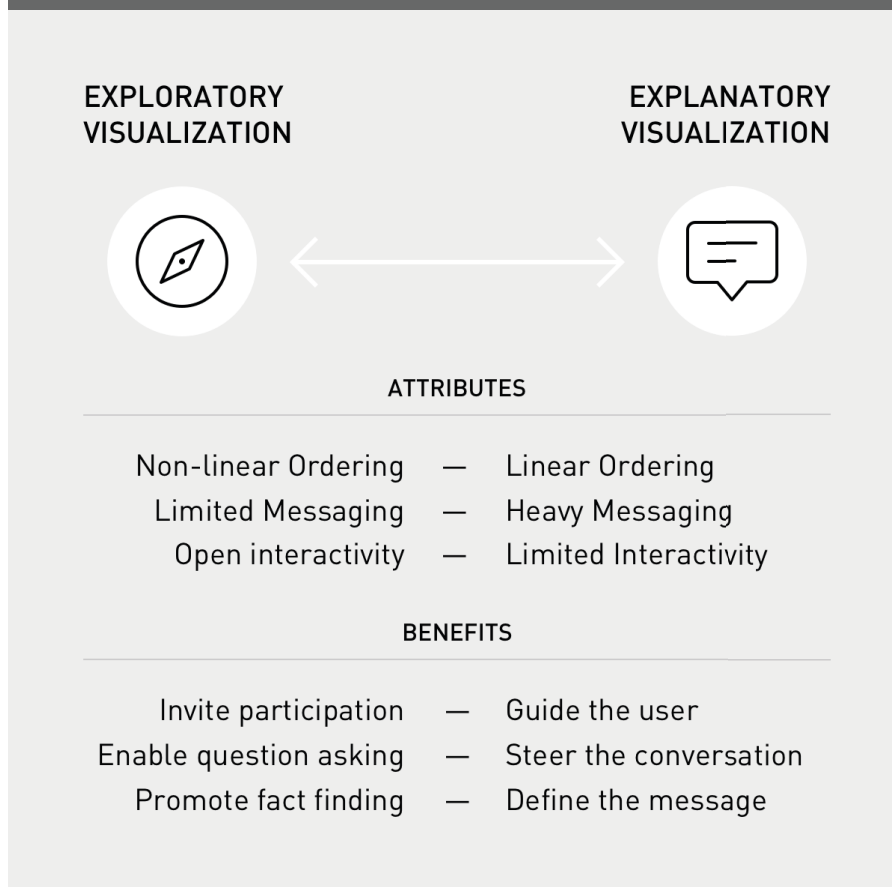 EXPLORATORY
VISUALIZATION
EXPLANATORY
VISUALIZATION
ATTRIBUTES
Non-linear Ordering — Linear Ordering
Limited Messaging — Heavy Messaging
Open interactivity — Limited Interactivity
BENEFITS
Invite participation — Guide the user
Enable question asking — Steer the conversation
Promote fact finding — Define the message